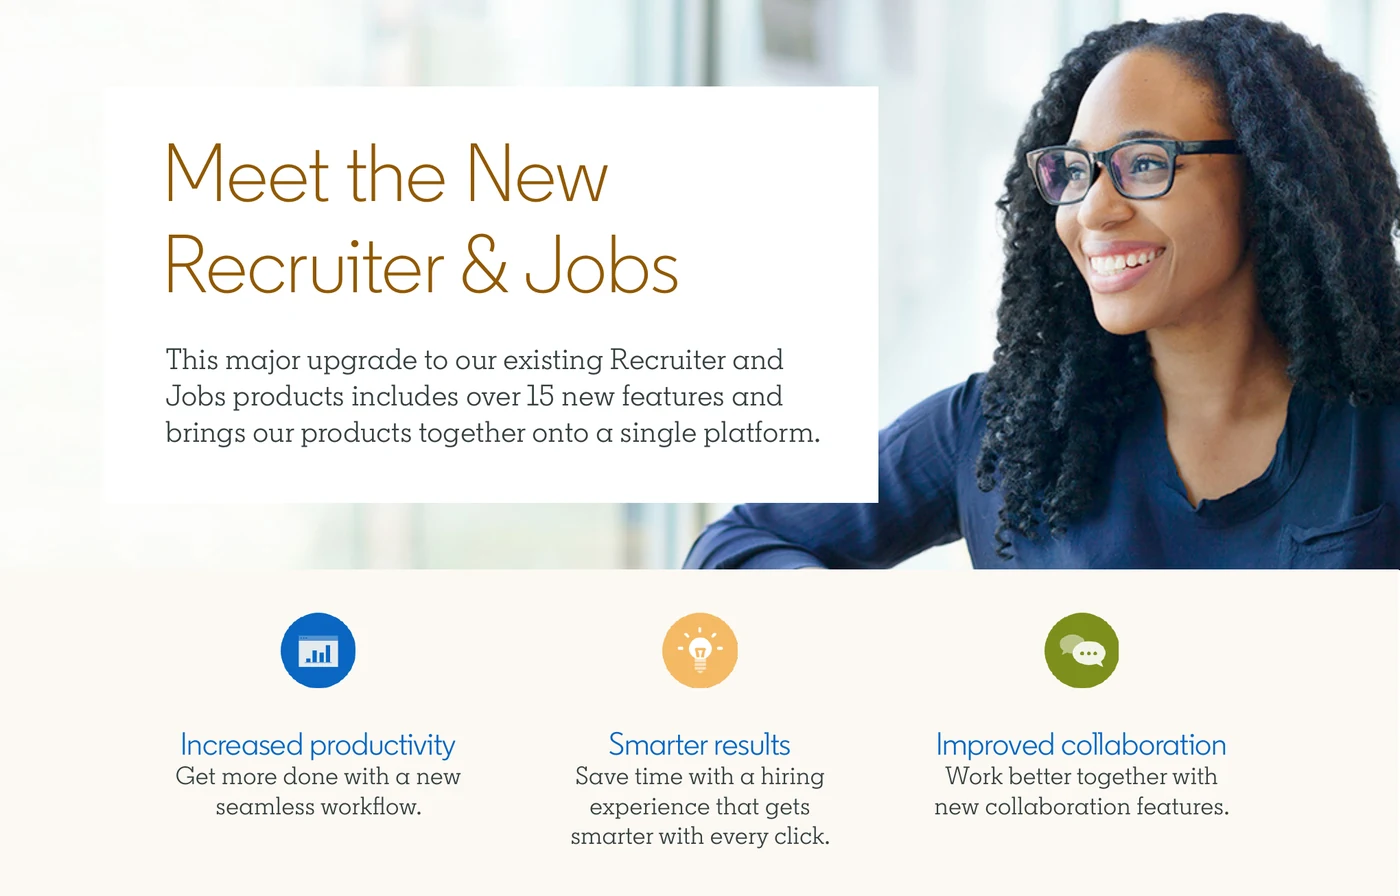 Meet the New
Recruiter & Jobs
This major upgrade to our existing Recruiter and
Jobs products includes over 15 new features and
brings our products together onto a single platform.
Increased productivity
Get more done with a new
seamless workflow.
Smarter results
Save time with a hiring
experience that gets
smarter with every click.
Improved collaboration
Work better together with
new collaboration features.